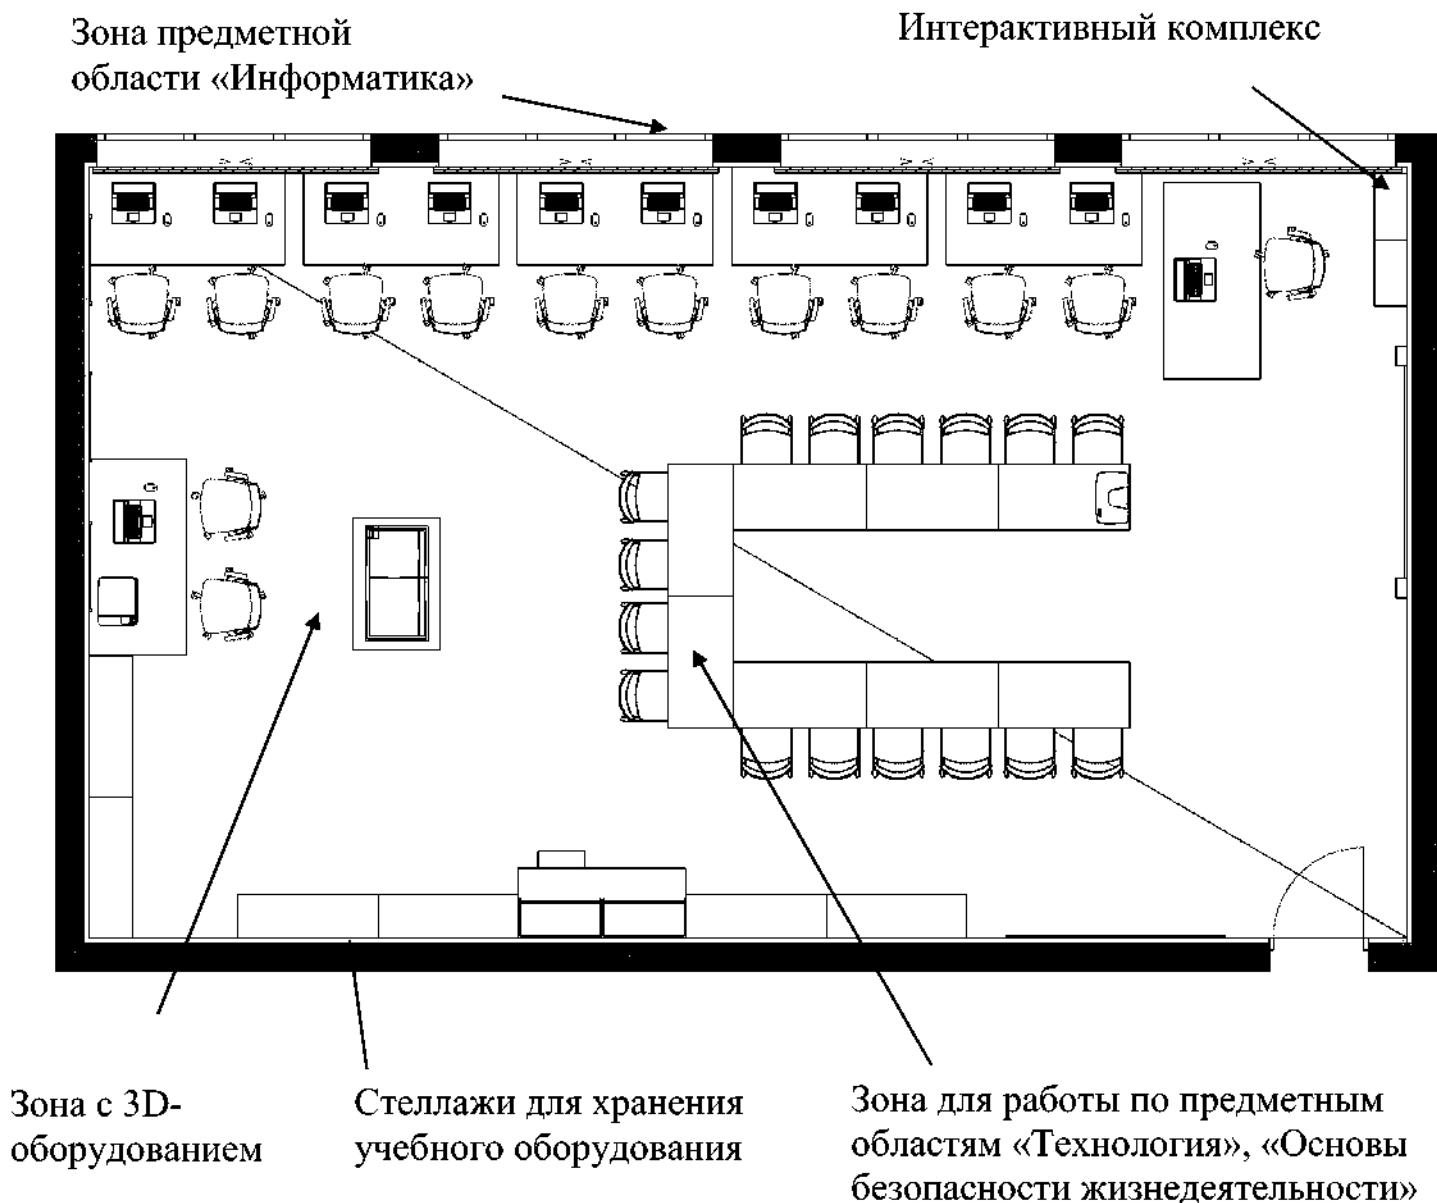 Зона предметной
области «Информатика»
Интерактивный комплекс
Зона с 3D-
оборудованием
Стеллажи для хранения
учебного оборудования
Зона для работы по предметным
областям «Технология», «Основы
безопасности жизнедеятельности»